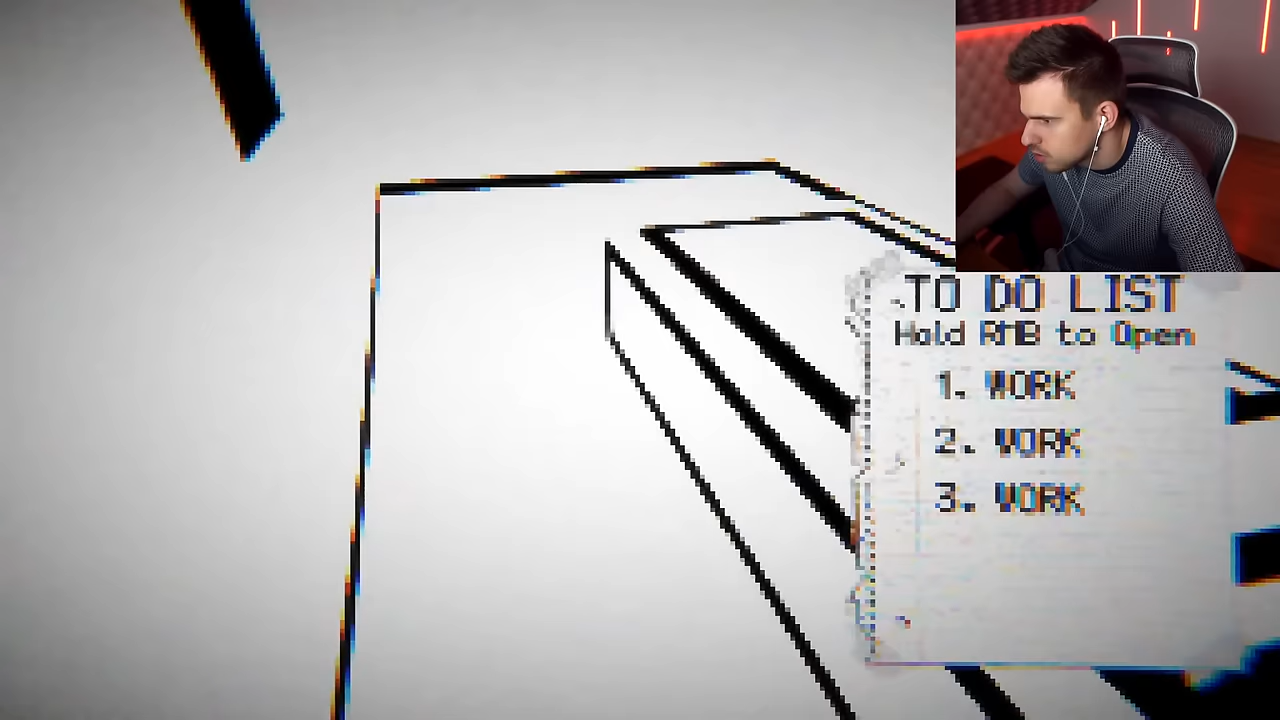 TO DO LIST
Hold RMB to Open
1. WORK
2. WORK
3. WORK